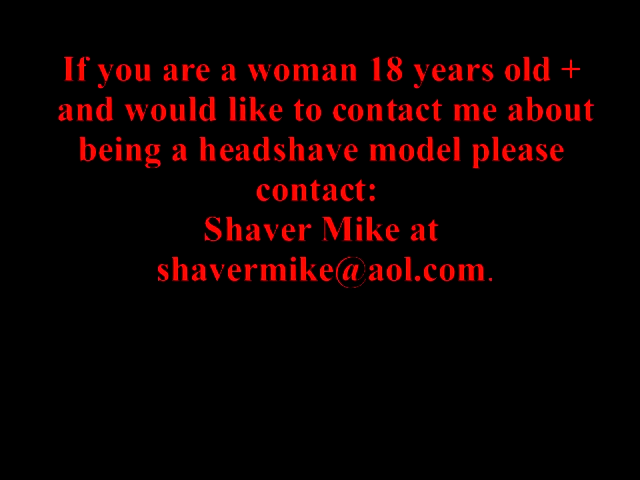 If you are a woman 18 years old +
and would like to contact me about
being a headshave model please
contact:
Shaver Mike at
shavermike@aol.com.